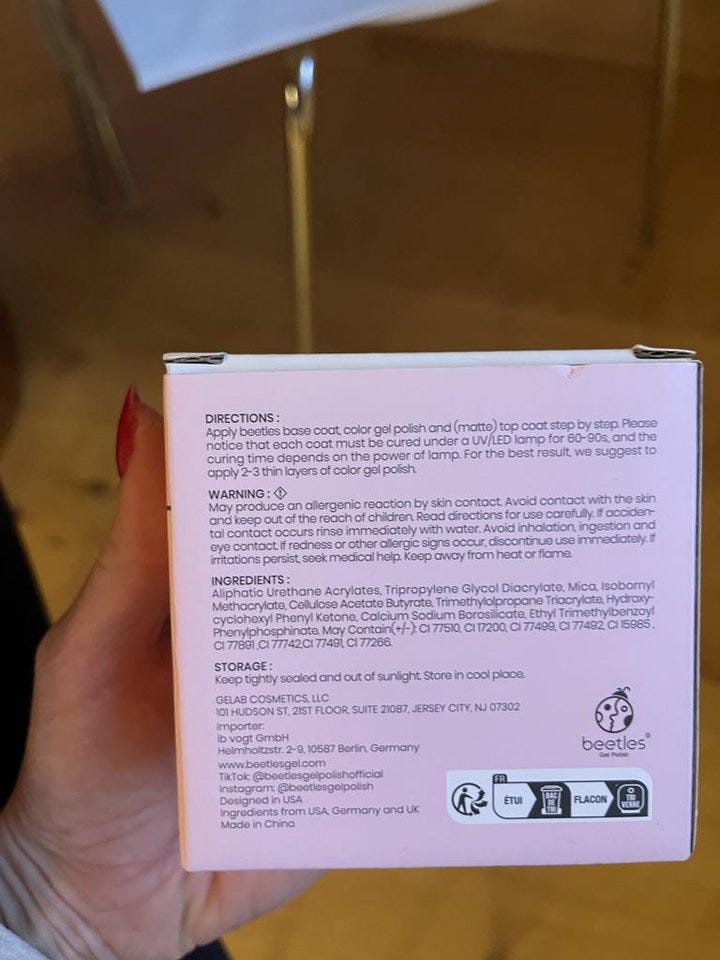 DIRECTIONS :
Apply beetles base coat, color gel polish and (matte) top coat step by step. Please
notice that each coat must be cured under a UV/LED lamp for 60-90s, and the
curing time depends on the power of lamp. For the best result, we suggest to
apply 2-3 thin layers of color gel polish.
WARNING :
May produce an allergenic reaction by skin contact. Avoid contact with the skin
and keep out of the reach of children. Read directions for use carefully. If acciden-
tal contact occurs rinse immediately with water. Avoid inhalation, ingestion and
eye contact. If redness or other allergic signs occur, discontinue use immediately. If
irritations persist, seek medical help. Keep away from heat or flame.
INGREDIENTS :
Aliphatic Urethane Acrylates, Tripropylene Glycol Diacrylate, Mica, Isobornyl
Methacrylate, Cellulose Acetate Butyrate, Trimethylolpropane Triacrylate, Hydroxy-
cyclohexyl Phenyl Ketone, Calcium Sodium Borosilicate, Ethyl Trimethylbenzoyl
Phenylphosphinate. May Contain(+/-): CI 77510, CI 17200, CI 77499, CI 77492, CI 15985 ,
CI 77891 ,CI 77742,CI 77491, CI 77266.
STORAGE :
Keep tightly sealed and out of sunlight. Store in cool place.
GELAB COSMETICS, LLC
101 HUDSON ST, 21ST FLOOR, SUITE 21087, JERSEY CITY, NJ 07302
Importer:
ib vogt GmbH
Helmholtzstr. 2-9, 10587 Berlin, Germany
www.beetlesgel.com
TikTok: @beetlesgelpolishofficial
Instagram: @beetlesgelpolish
Designed in USA
Ingredients from USA, Germany and UK
Made in China
beetles®
Gel Polish
FR
ÉTUI
BAC
DE
TRI
FLACON
TRI
VERRE